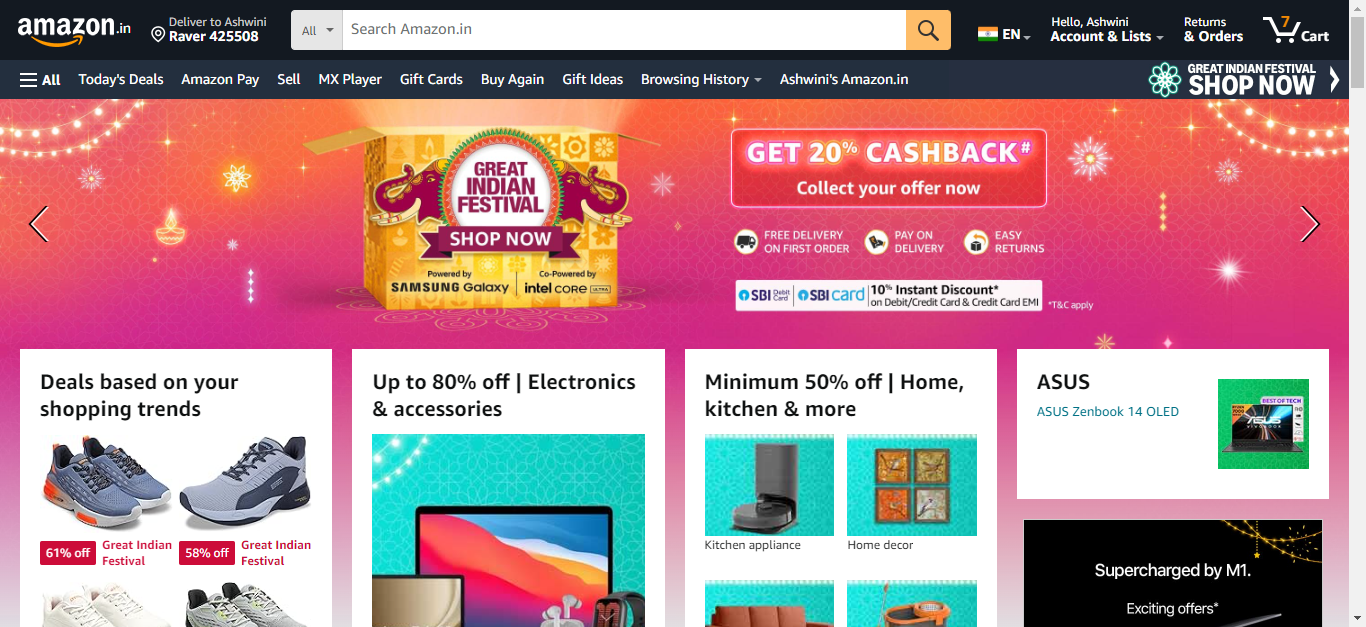 amazon.in
Deliver to Ashwini
Raver 425508
All
Search Amazon.in
EN
Hello, Ashwini
Account & Lists
Returns
& Orders
7
Cart
All
Today's Deals
Amazon Pay
Sell
MX Player
Gift Cards
Buy Again
Gift Ideas
Browsing History
Ashwini's Amazon.in
GREAT INDIAN FESTIVAL
SHOP NOW
GREAT
INDIAN
FESTIVAL
SHOP NOW
Powered by
SAMSUNG Galaxy
Co-Powered by
intel CORE ULTRA
GET 20% CASHBACK#
Collect your offer now
FREE DELIVERY
ON FIRST ORDER
PAY ON
DELIVERY
EASY
RETURNS
SBI Debit
Card
SBI card
10% Instant Discount*
on Debit/Credit Card & Credit Card EMI
*T&C apply
Deals based on your
shopping trends
61% off
Great Indian
Festival
58% off
Great Indian
Festival
Up to 80% off | Electronics
& accessories
Minimum 50% off | Home,
kitchen & more
Kitchen appliance
Home decor
ASUS
ASUS Zenbook 14 OLED
BEST OF TECH
ASUS
VIVOBOOK
Supercharged by M1.
Exciting offers*